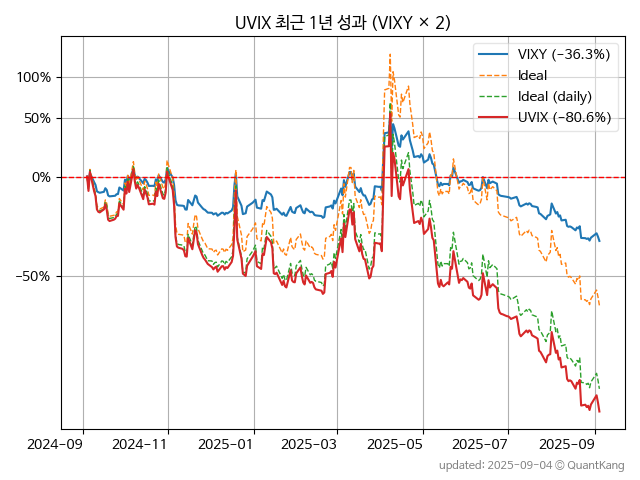 UVIX 최근 1년 성과 (VIXY × 2)
VIXY (−36.3%)
Ideal
Ideal (daily)
UVIX (−80.6%)
100%
50%
0%
−50%
2024-09
2024-11
2025-01
2025-03
2025-05
2025-07
2025-09
updated: 2025-09-04 © QuantKang